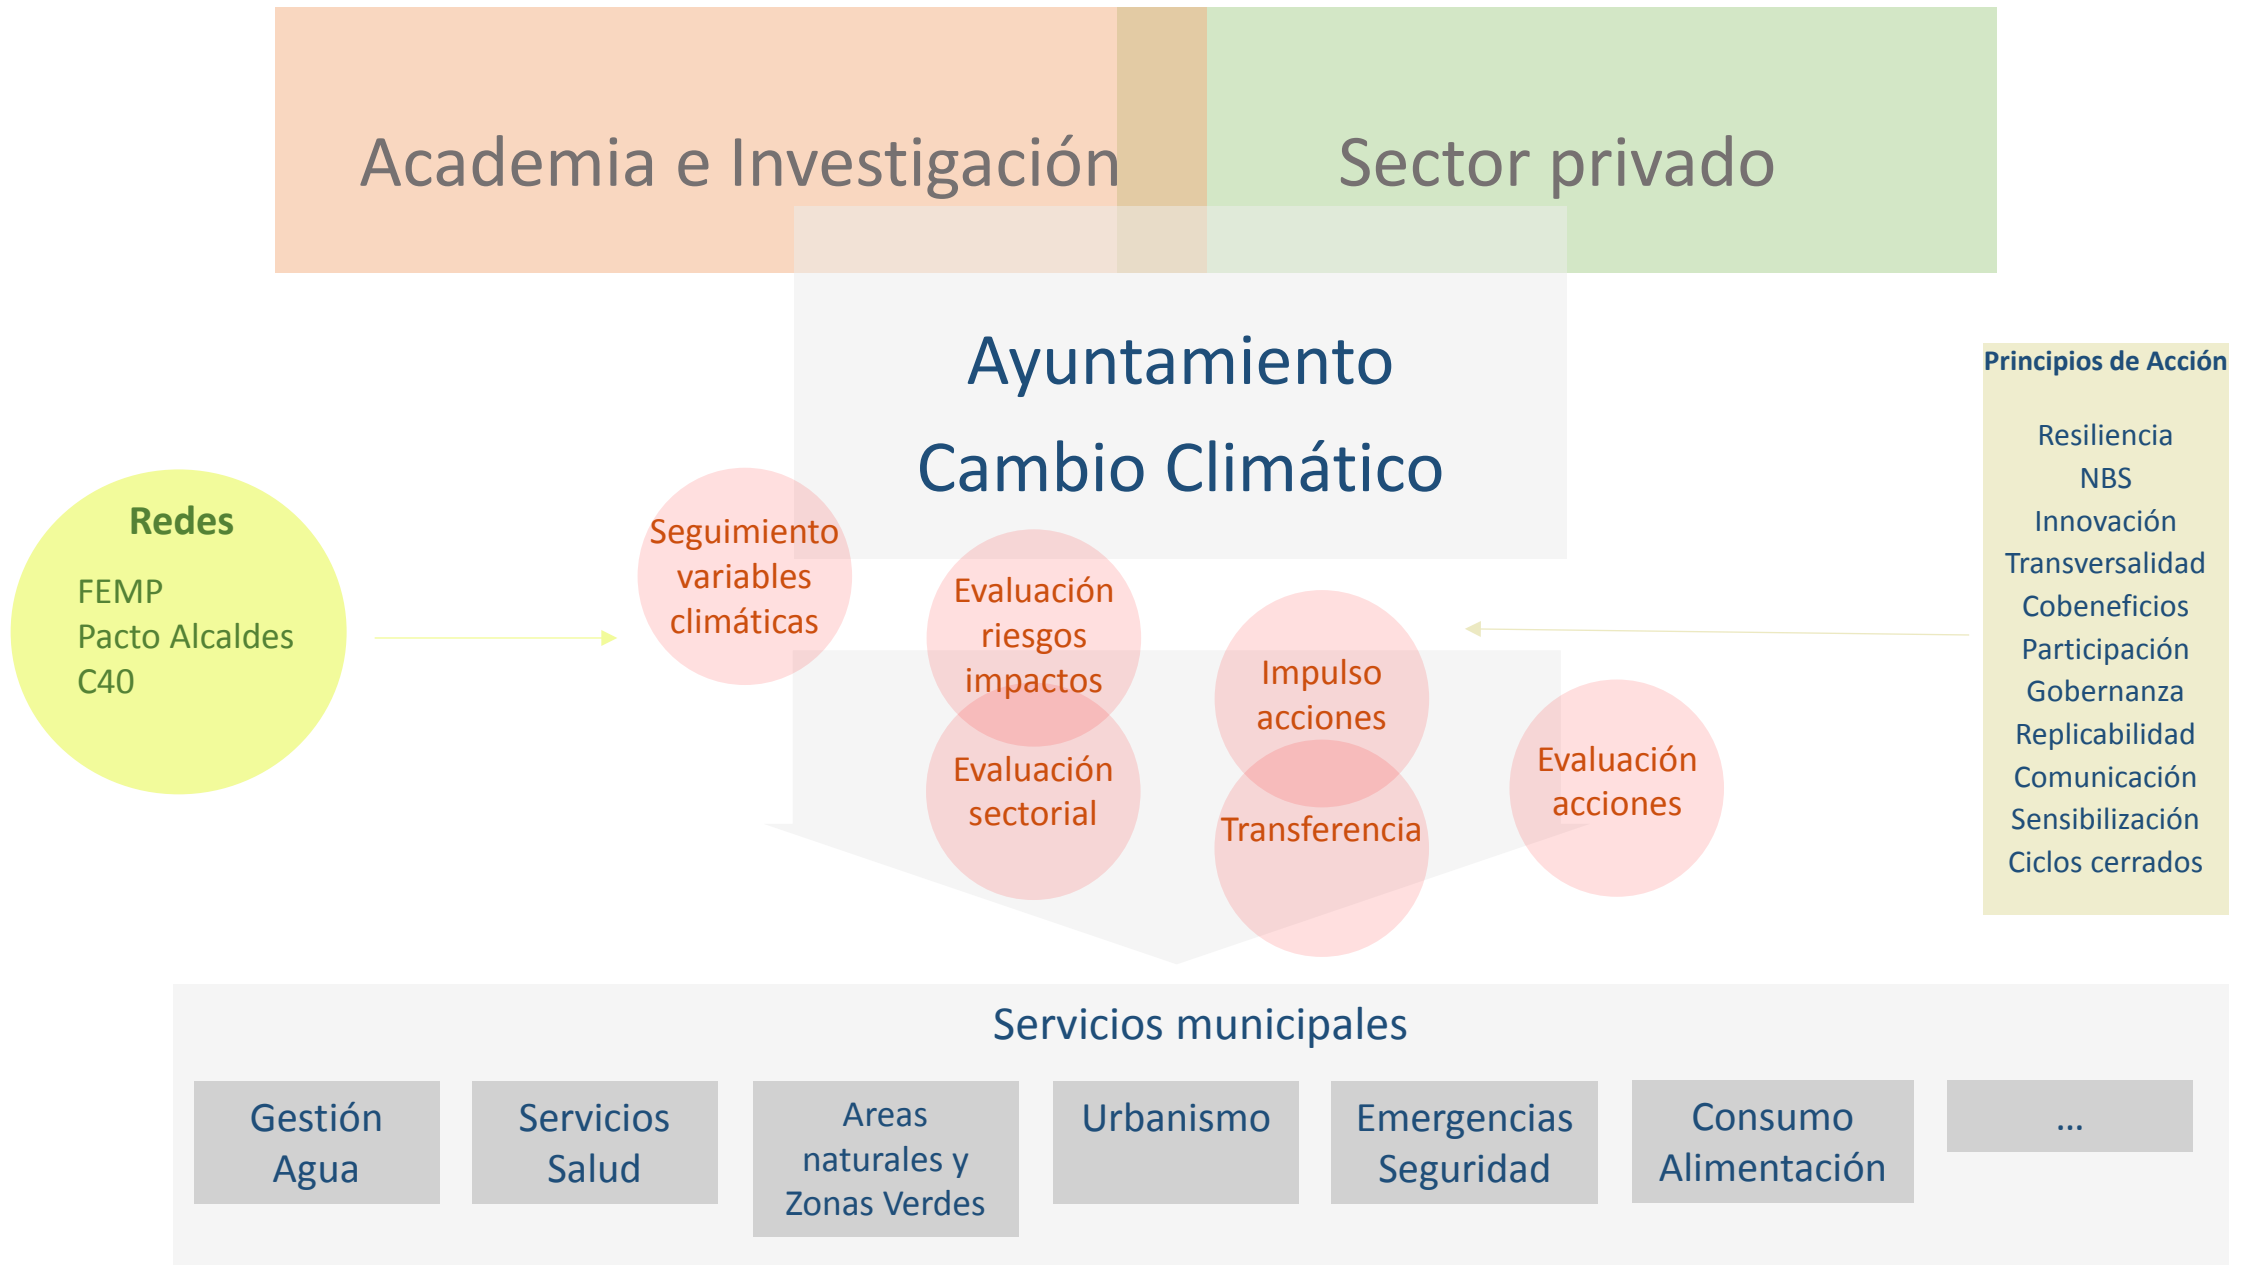 Academia e Investigación
Sector privado
Ayuntamiento
Cambio Climático
Redes
FEMP
Pacto Alcaldes
C40
Seguimiento
variables
climáticas
Evaluación
riesgos
impactos
Evaluación
sectorial
Impulso
acciones
Transferencia
Evaluación
acciones
Principios de Acción
Resiliencia
NBS
Innovación
Transversalidad
Cobeneficios
Participación
Gobernanza
Replicabilidad
Comunicación
Sensibilización
Ciclos cerrados
Servicios municipales
Gestión
Agua
Servicios
Salud
Areas
naturales y
Zonas Verdes
Urbanismo
Emergencias
Seguridad
Consumo
Alimentación
...